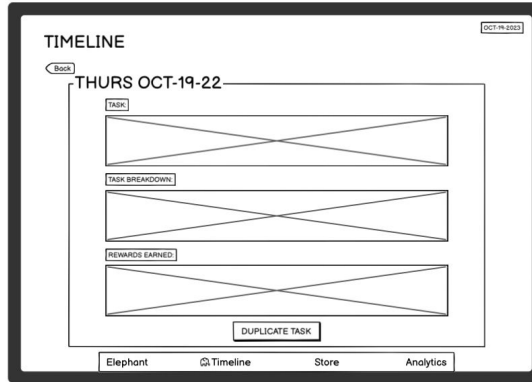 OCT-19-2023
TIMELINE
Back
THURS OCT-19-22
TASK:
TASK BREAKDOWN:
REWARDS EARNED:
DUPLICATE TASK
Elephant Timeline Store Analytics